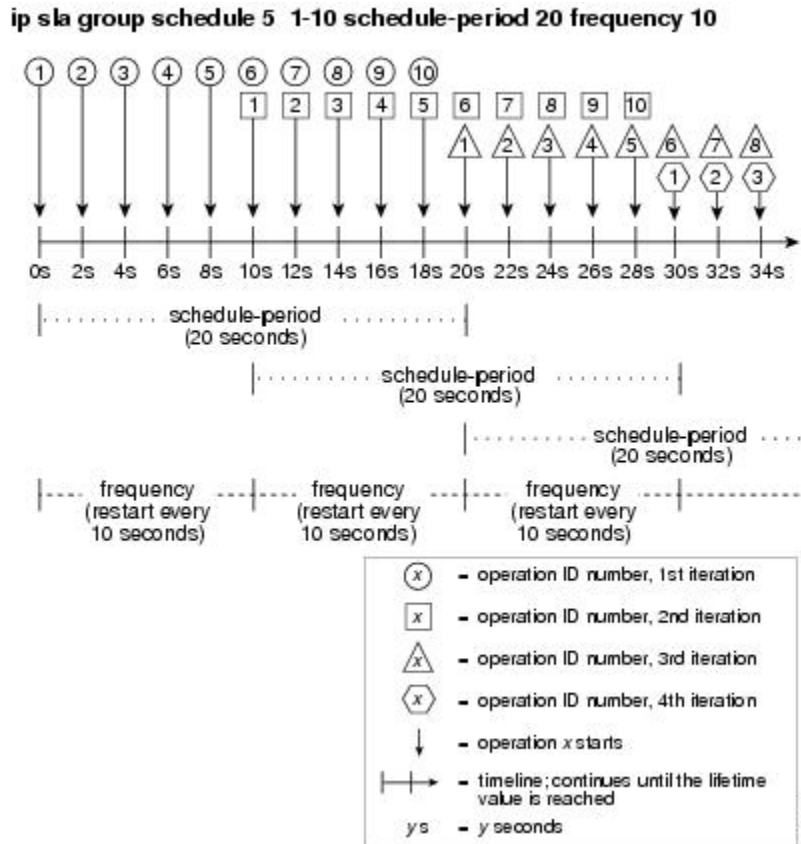 ip sla group schedule 5 1-10 schedule-period 20 frequency 10
1 2 3 4 5 6 7 8 9 10
1 2 3 4 5 6 7 8 9 10
1 2 3 4 5 6 7 8
1 2 3
0s 2s 4s 6s 8s 10s 12s 14s 16s 18s 20s 22s 24s 26s 28s 30s 32s 34s
schedule-period
(20 seconds)
schedule-period
(20 seconds)
schedule-period
(20 seconds)
frequency
(restart every
10 seconds)
frequency
(restart every
10 seconds)
frequency
(restart every
10 seconds)
x = operation ID number, 1st iteration
x = operation ID number, 2nd iteration
x = operation ID number, 3rd iteration
x = operation ID number, 4th iteration
= operation x starts
= timeline; continues until the lifetime
value is reached
y s = y seconds